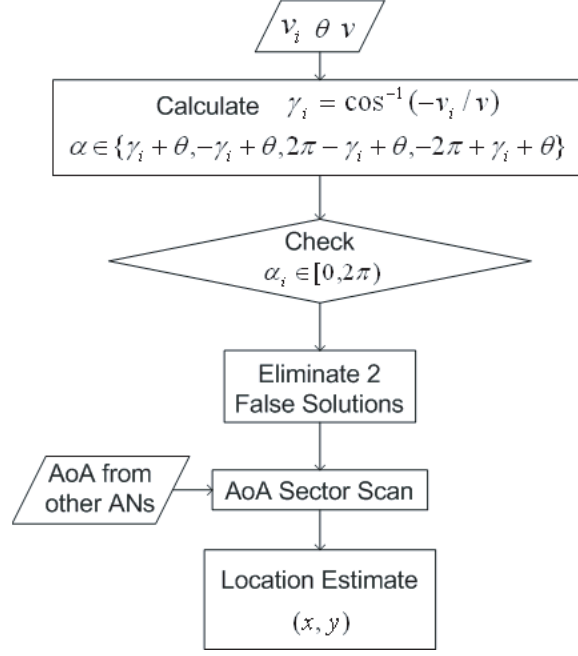 v_i θ v
Calculate γ_i = cos⁻¹(-v_i / v)
α ∈ {γ_i + θ, -γ_i + θ, 2π - γ_i + θ, -2π + γ_i + θ}
Check
α_i ∈ [0, 2π)
Eliminate 2
False Solutions
AoA from
other ANs
AoA Sector Scan
Location Estimate
(x, y)